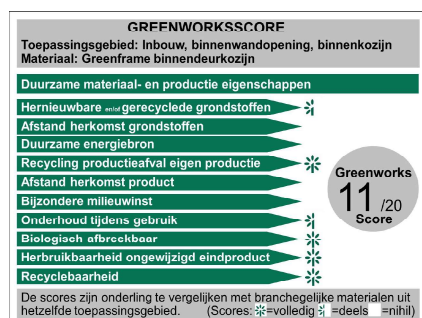 GREENWORKSSCORE
Toepassingsgebied: Inbouw, binnenwandopening, binnenkozijn
Materiaal: Greenframe binnendeurkozijn
Duurzame materiaal- en productie eigenschappen
Hernieuwbare en/of gerecyclede grondstoffen
Afstand herkomst grondstoffen
Duurzame energiebron
Recycling productieafval eigen productie
Afstand herkomst product
Bijzondere milieuwinst
Onderhoud tijdens gebruik
Biologisch afbreekbaar
Herbruikbaarheid ongewijzigd eindproduct
Recyclebaarheid
Greenworks
11 /20
Score
De scores zijn onderling te vergelijken met branchegelijke materialen uit
hetzelfde toepassingsgebied. (Scores: =volledig =deels =nihil)